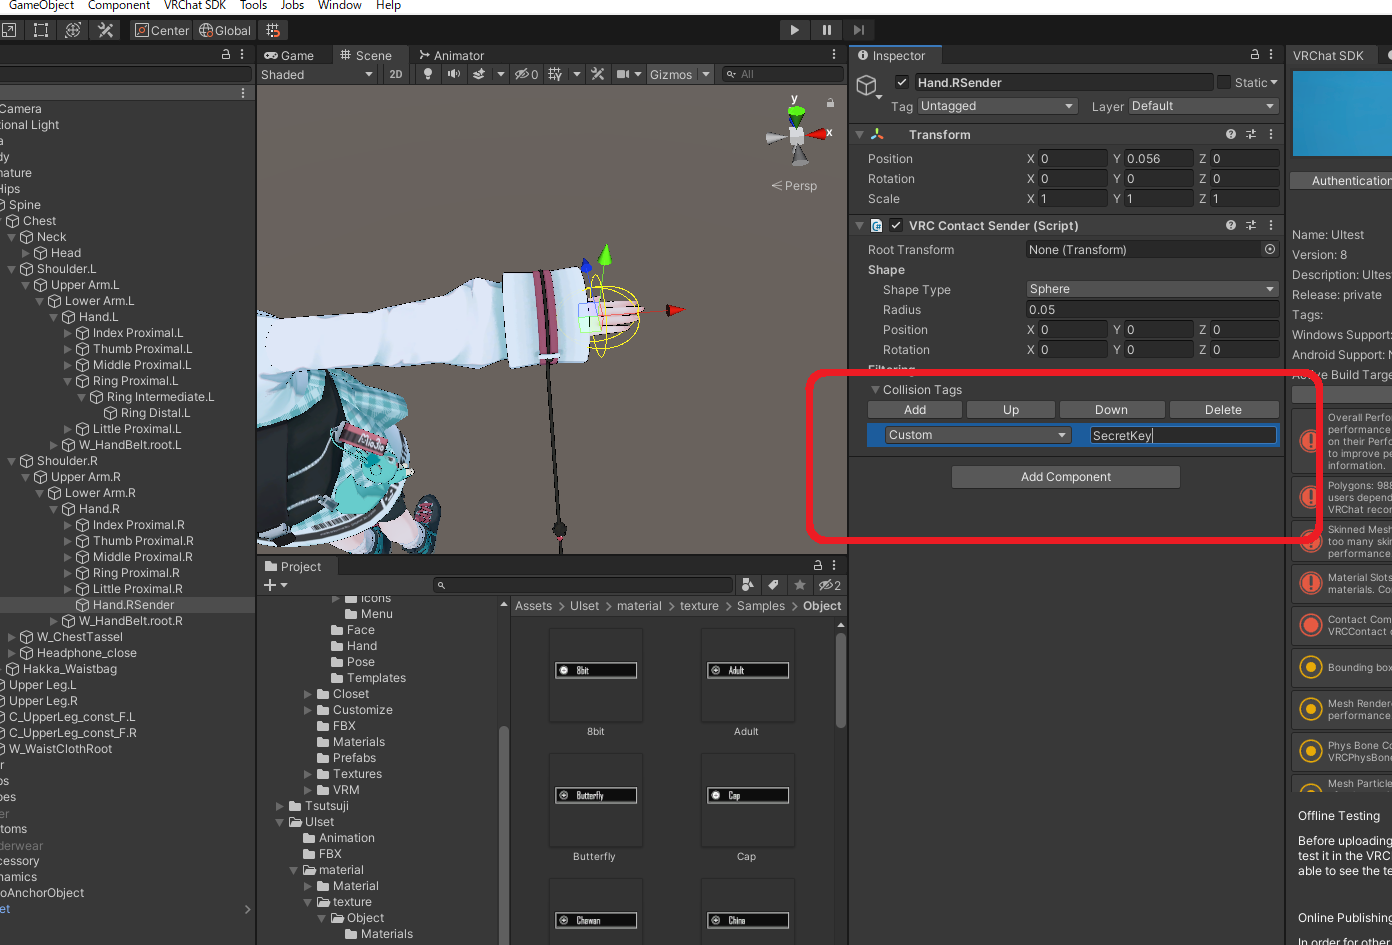 GameObject Component VRChat SDK Tools Jobs Window Help
Center Global
Game Scene Animator
Shaded 2D 0 Gizmos All
Camera
ional Light
a
dy
nature
Hips
Spine
Chest
Neck
Head
Shoulder.L
Upper Arm.L
Lower Arm.L
Hand.L
Index Proximal.L
Thumb Proximal.L
Middle Proximal.L
Ring Proximal.L
Ring Intermediate.L
Ring Distal.L
Little Proximal.L
W_HandBelt.root.L
Shoulder.R
Upper Arm.R
Lower Arm.R
Hand.R
Index Proximal.R
Thumb Proximal.R
Middle Proximal.R
Ring Proximal.R
Little Proximal.R
Hand.RSender
W_HandBelt.root.R
W_ChestTassel
Headphone_close
Hakka_Waistbag
Upper Leg.L
Upper Leg.R
C_UpperLeg_const_F.L
C_UpperLeg_const_F.R
W_WaistClothRoot
r
os
oes
er
toms
derwear
cessory
namics
oAnchorObject
et
y
x
Persp
Project
2
Icons
Menu
Face
Hand
Pose
Templates
Closet
Customize
FBX
Materials
Prefabs
Textures
VRM
Tsutsuji
UIset
Animation
FBX
material
Material
texture
Object
Materials
Assets > UIset > material > texture > Samples > Object
8bit Adult
8bit Adult
Butterfly Cap
Butterfly Cap
Chawan China
Inspector
Hand.RSender Static
Tag Untagged Layer Default
Transform
Position X 0 Y 0.056 Z 0
Rotation X 0 Y 0 Z 0
Scale X 1 Y 1 Z 1
VRC Contact Sender (Script)
Root Transform None (Transform)
Shape
Shape Type Sphere
Radius 0.05
Position X 0 Y 0 Z 0
Rotation X 0 Y 0 Z 0
Filtering
Collision Tags
Add Up Down Delete
Custom SecretKey
Add Component
VRChat SDK
Authentication
Name: UItest
Version: 8
Description: UItes
Release: private
Tags:
Windows Support:
Android Support: N
Active Build Targe
Overall Perfor
performance
on their Perfo
to improve pe
information.
Polygons: 988
users depend
VRChat recon
Skinned Mesh
too many skin
performance
Material Slots
materials. Co
Contact Com
VRCContact c
Bounding box
Mesh Render
performance.
Phys Bone Co
VRCPhysBone
Mesh Particle
Offline Testing
Before uploading
test it in the VRC
able to see the te
Online Publishing
In order for other